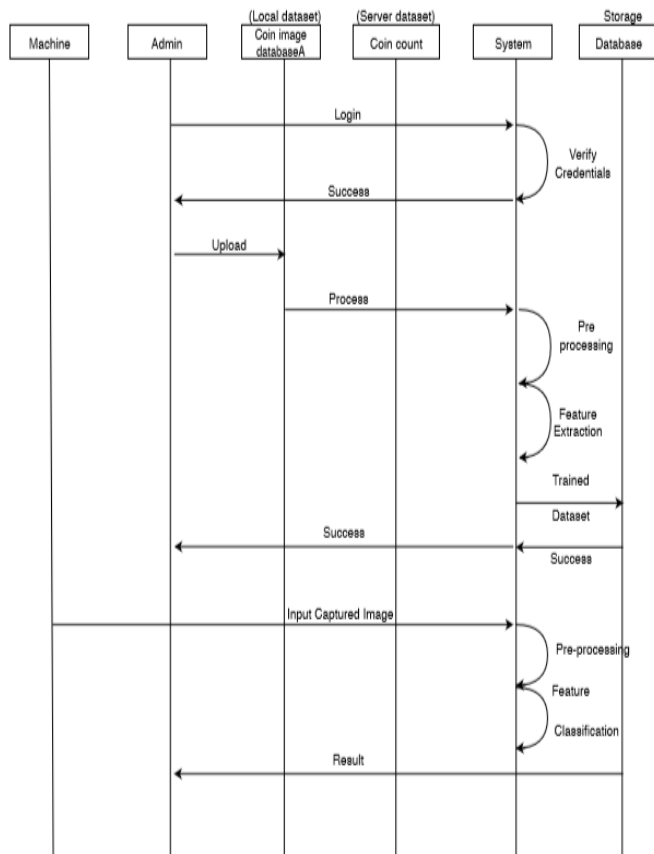 (Local dataset) (Server dataset) Storage
Machine Admin Coin image databaseA Coin count System Database
Login
Verify
Credentials
Success
Upload
Process
Pre
processing
Feature
Extraction
Trained
Dataset
Success
Success
Input Captured Image
Pre-processing
Feature
Classification
Result